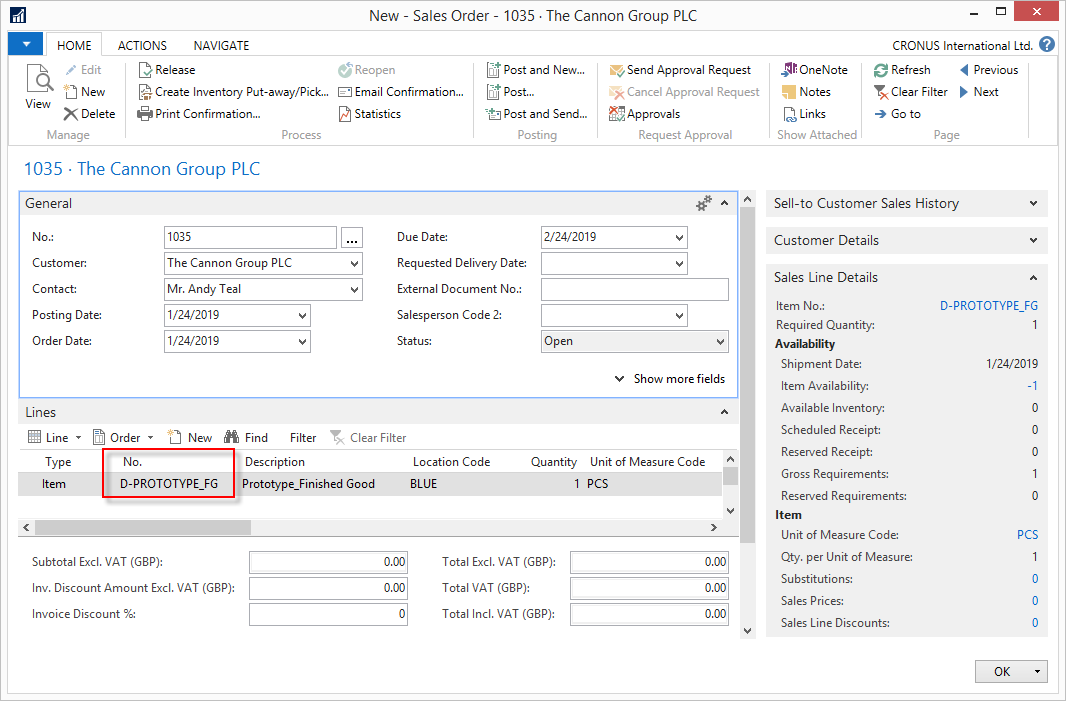 New - Sales Order - 1035 · The Cannon Group PLC
HOME ACTIONS NAVIGATE CRONUS International Ltd. ?
View
Edit
New
Delete
Manage
Release
Create Inventory Put-away/Pick...
Print Confirmation...
Reopen
Email Confirmation...
Statistics
Process
Post and New...
Post...
Post and Send...
Posting
Send Approval Request
Cancel Approval Request
Approvals
Request Approval
OneNote
Notes
Links
Show Attached
Refresh
Clear Filter
Go to
Previous
Next
Page
1035 · The Cannon Group PLC
General
No.: 1035 ...
Customer: The Cannon Group PLC
Contact: Mr. Andy Teal
Posting Date: 1/24/2019
Order Date: 1/24/2019
Due Date: 2/24/2019
Requested Delivery Date:
External Document No.:
Salesperson Code 2:
Status: Open
Show more fields
Lines
Line Order New Find Filter Clear Filter
Type No. Description Location Code Quantity Unit of Measure Code
Item D-PROTOTYPE_FG Prototype_Finished Good BLUE 1 PCS
Subtotal Excl. VAT (GBP): 0.00
Inv. Discount Amount Excl. VAT (GBP): 0.00
Invoice Discount %: 0
Total Excl. VAT (GBP): 0.00
Total VAT (GBP): 0.00
Total Incl. VAT (GBP): 0.00
Sell-to Customer Sales History
Customer Details
Sales Line Details
Item No.: D-PROTOTYPE_FG
Required Quantity: 1
Availability
Shipment Date: 1/24/2019
Item Availability: -1
Available Inventory: 0
Scheduled Receipt: 0
Reserved Receipt: 0
Gross Requirements: 1
Reserved Requirements: 0
Item
Unit of Measure Code: PCS
Qty. per Unit of Measure: 1
Substitutions: 0
Sales Prices: 0
Sales Line Discounts: 0
OK